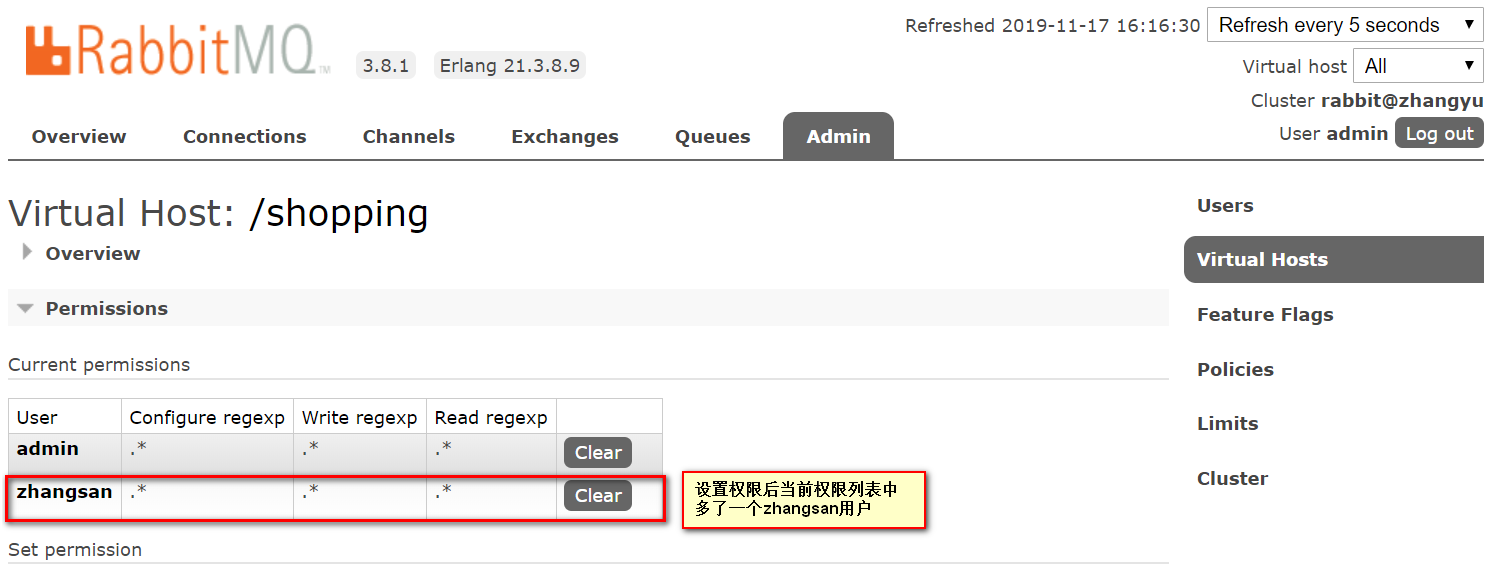 Refreshed 2019-11-17 16:16:30 Refresh every 5 seconds
RabbitMQ TM 3.8.1 Erlang 21.3.8.9
Virtual host All
Cluster rabbit@zhangyu
User admin Log out
Overview Connections Channels Exchanges Queues Admin
Virtual Host: /shopping
Overview
Permissions
Current permissions
User Configure regexp Write regexp Read regexp
admin .* .* .* Clear
zhangsan .* .* .* Clear
设置权限后当前权限列表中
多了一个zhangsan用户
Set permission
Users
Virtual Hosts
Feature Flags
Policies
Limits
Cluster